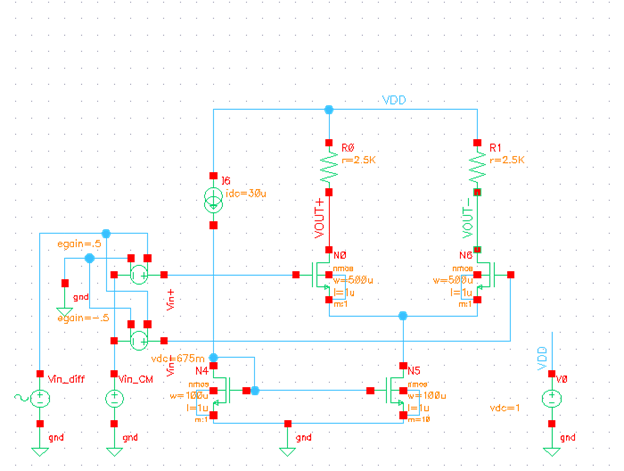 VDD
R0
r=2.5K
R1
r=2.5K
I6
idc=30u
VOUT+
VOUT-
egain=.5
N0
nmos
w=500u
l=1u
m:1
N6
nmos
w=500u
l=1u
m:1
gnd
Vin+
egain=-.5
Vin-
vdc=675m
N4
nmos
w=100u
l=1u
m:1
N5
nmos
w=100u
l=1u
m=10
VDD
Vin_diff
Vin_CM
V0
vdc=1
gnd
gnd
gnd
gnd